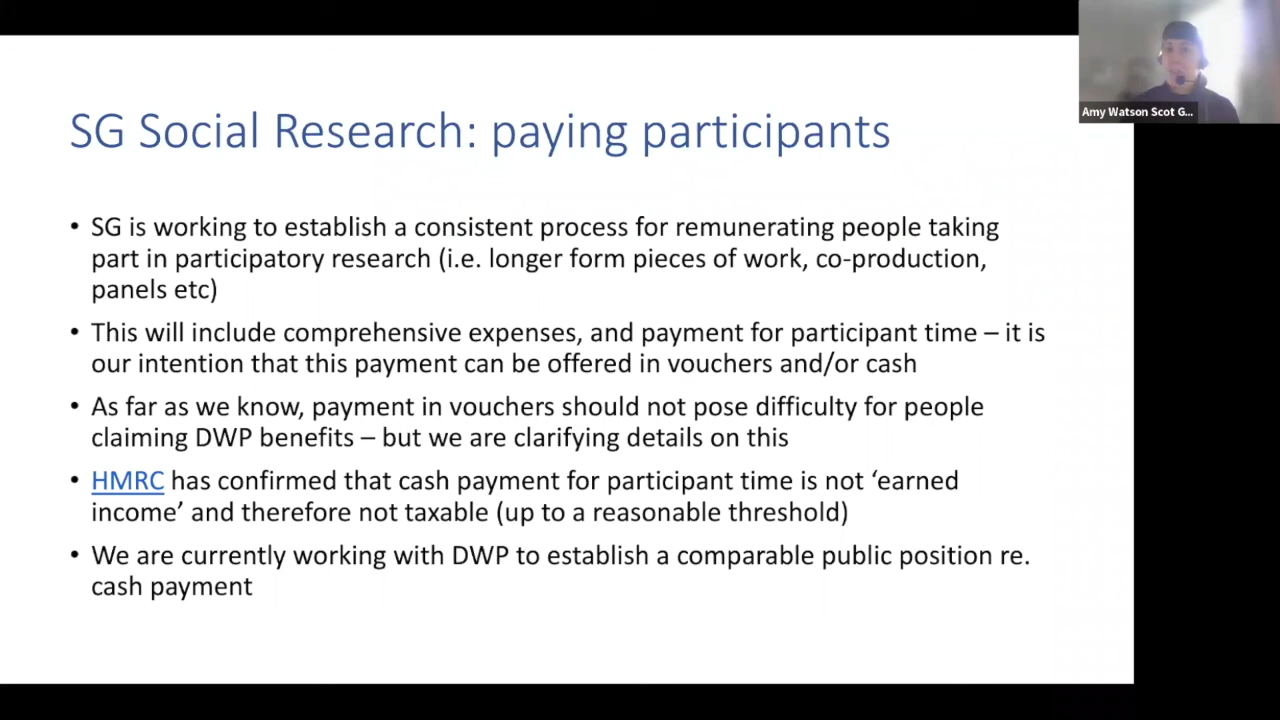 SG Social Research: paying participants
• SG is working to establish a consistent process for remunerating people taking
part in participatory research (i.e. longer form pieces of work, co-production,
panels etc)
• This will include comprehensive expenses, and payment for participant time – it is
our intention that this payment can be offered in vouchers and/or cash
• As far as we know, payment in vouchers should not pose difficulty for people
claiming DWP benefits – but we are clarifying details on this
• HMRC has confirmed that cash payment for participant time is not ‘earned
income’ and therefore not taxable (up to a reasonable threshold)
• We are currently working with DWP to establish a comparable public position re.
cash payment
Amy Watson Scot G...